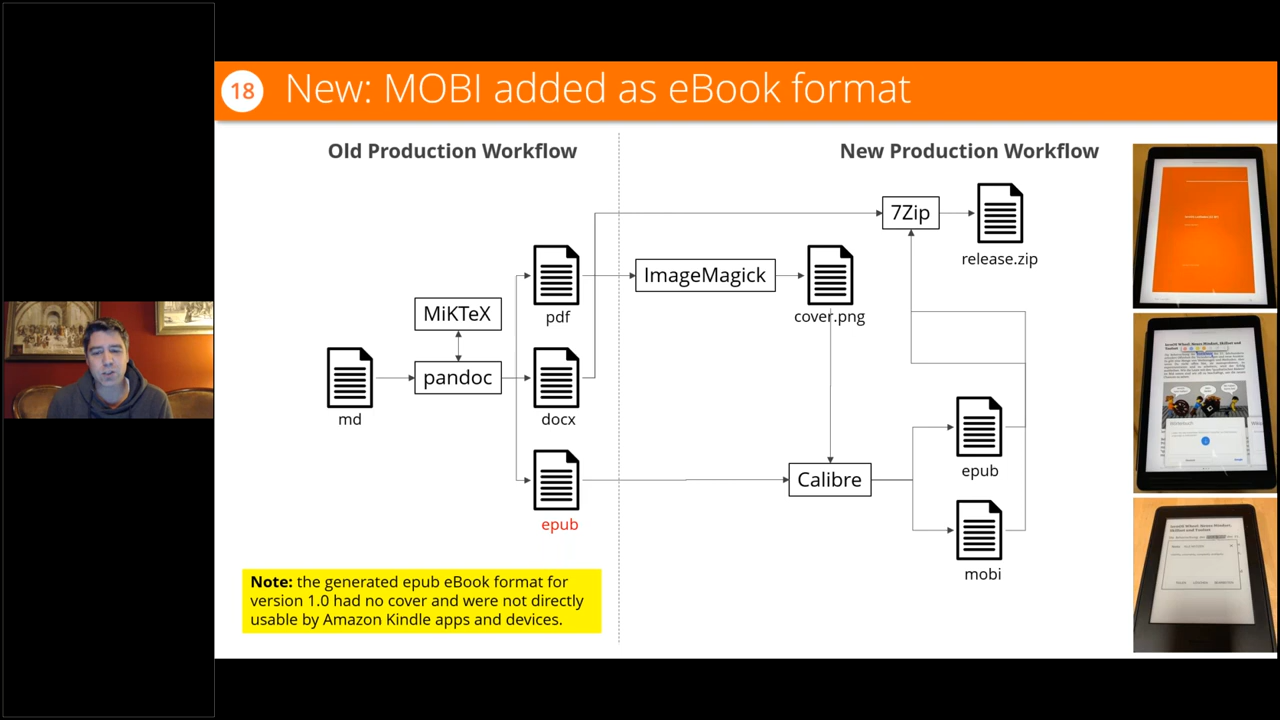 18 New: MOBI added as eBook format
Old Production Workflow
New Production Workflow
7Zip
release.zip
pdf
ImageMagick
cover.png
MiKTeX
md
pandoc
docx
epub
Calibre
epub
mobi
Note: the generated epub eBook format for
version 1.0 had no cover and were not directly
usable by Amazon Kindle apps and devices.